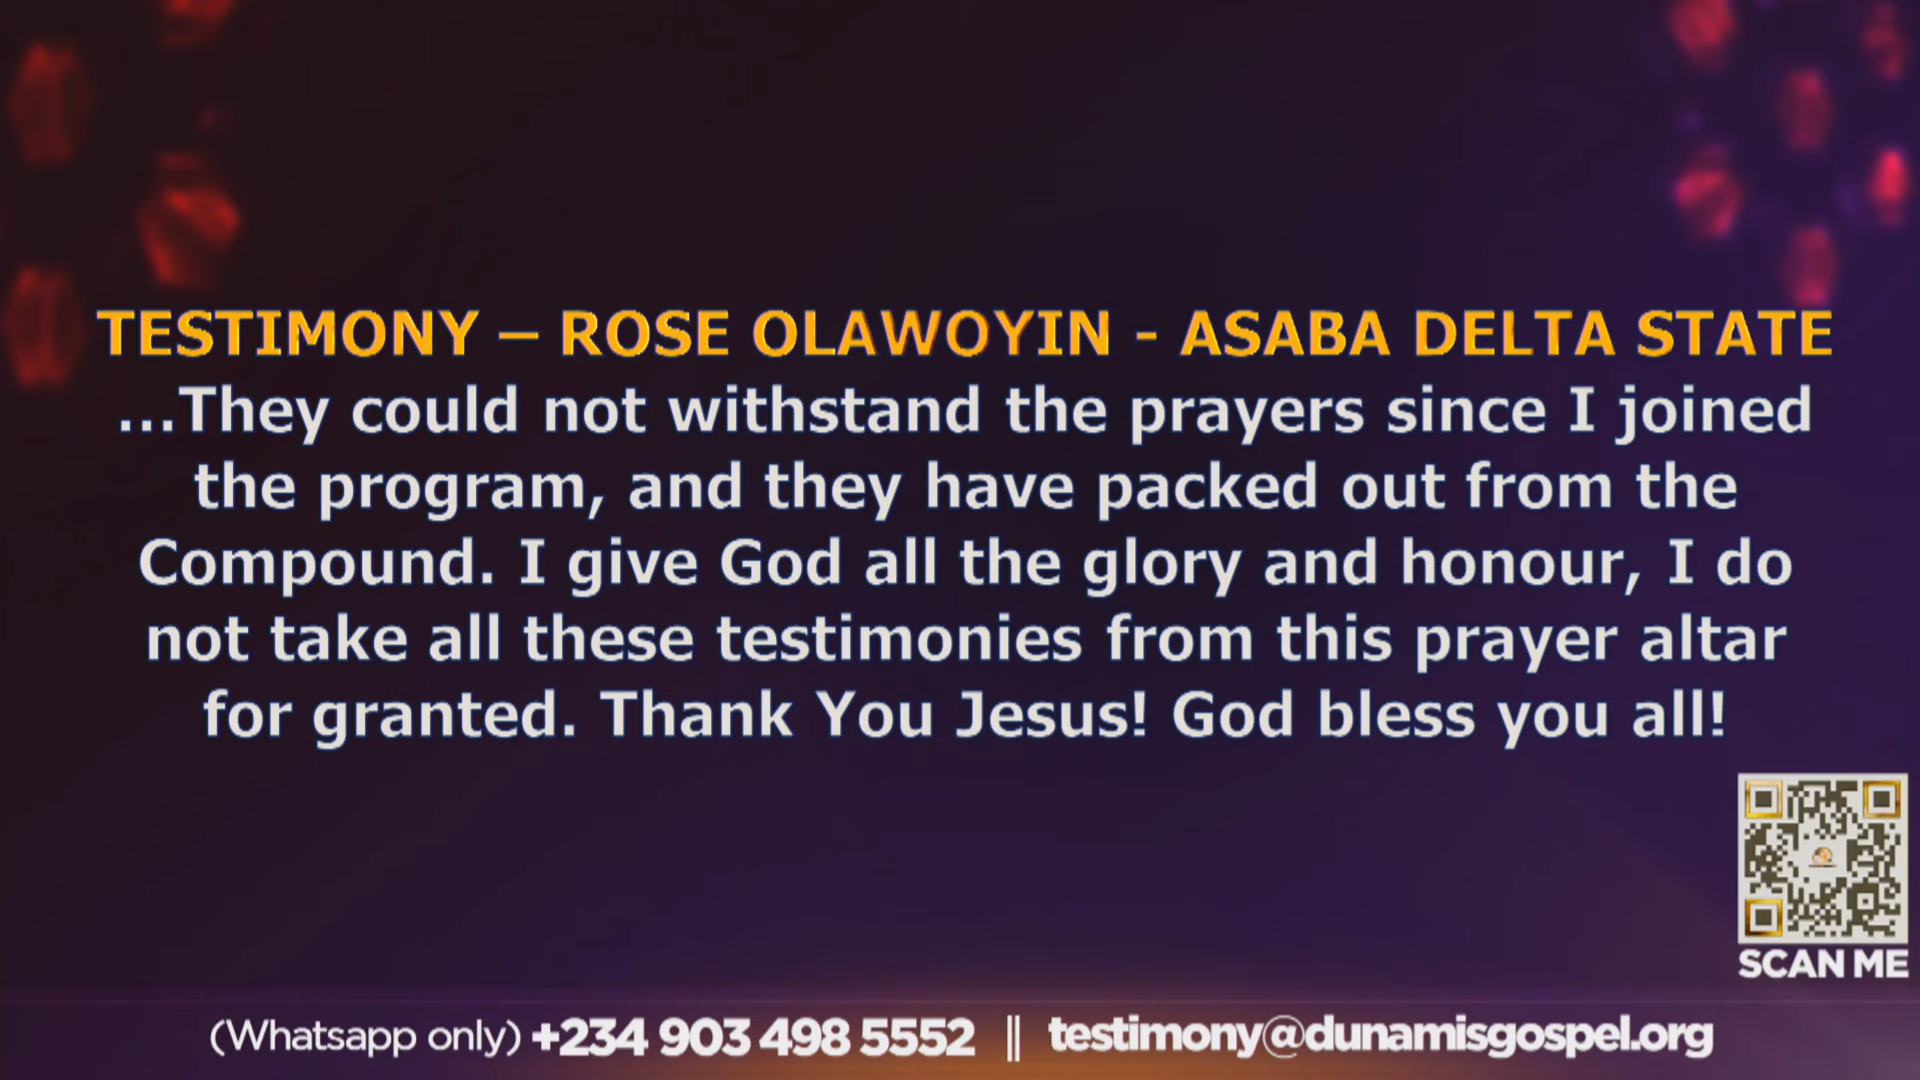 TESTIMONY – ROSE OLAWOYIN - ASABA DELTA STATE
...They could not withstand the prayers since I joined
the program, and they have packed out from the
Compound. I give God all the glory and honour, I do
not take all these testimonies from this prayer altar
for granted. Thank You Jesus! God bless you all!
SCAN ME
(Whatsapp only) +234 903 498 5552 || testimony@dunamisgospel.org